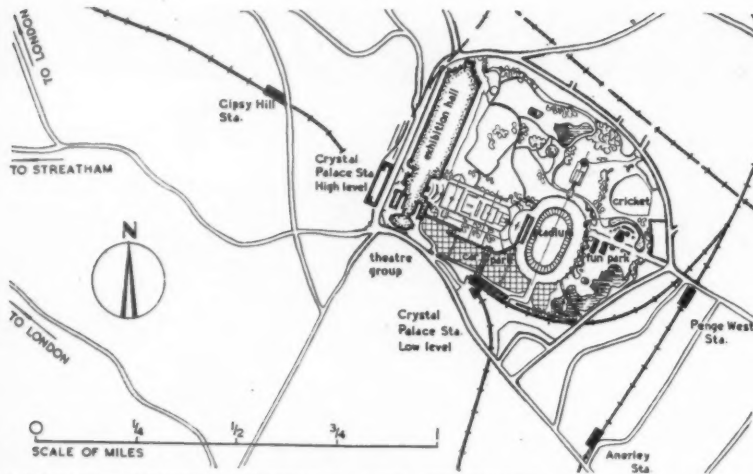 TO LONDON
Gipsy Hill
Sta.
TO STREATHAM
Crystal
Palace Sta.
High level
exhibition hall
cricket
stadium
car park
fun park
N
theatre
group
TO LONDON
Crystal
Palace Sta.
Low level
Penge West
Sta.
Anerley
Sta
O 1/4 1/2 3/4 1
SCALE OF MILES